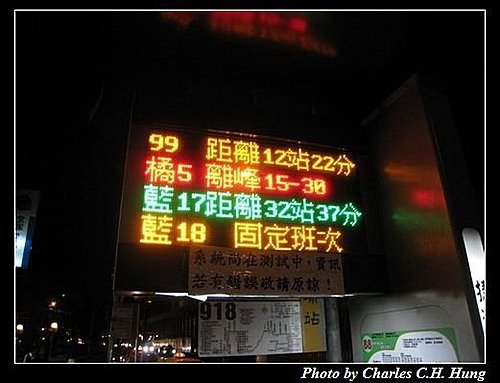 99 距離12站22分
橘5 離峰15-30
藍17距離32站37分
藍18 固定班次
系統尚在測試中，資訊
若有錯誤敬請原諒！
918
站
Photo by Charles C.H. Hung